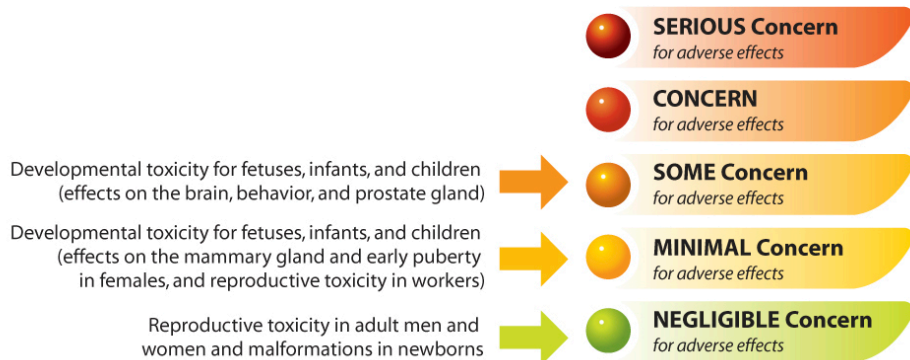 SERIOUS Concern
for adverse effects
CONCERN
for adverse effects
Developmental toxicity for fetuses, infants, and children
(effects on the brain, behavior, and prostate gland)
SOME Concern
for adverse effects
Developmental toxicity for fetuses, infants, and children
(effects on the mammary gland and early puberty
in females, and reproductive toxicity in workers)
MINIMAL Concern
for adverse effects
Reproductive toxicity in adult men and
women and malformations in newborns
NEGLIGIBLE Concern
for adverse effects